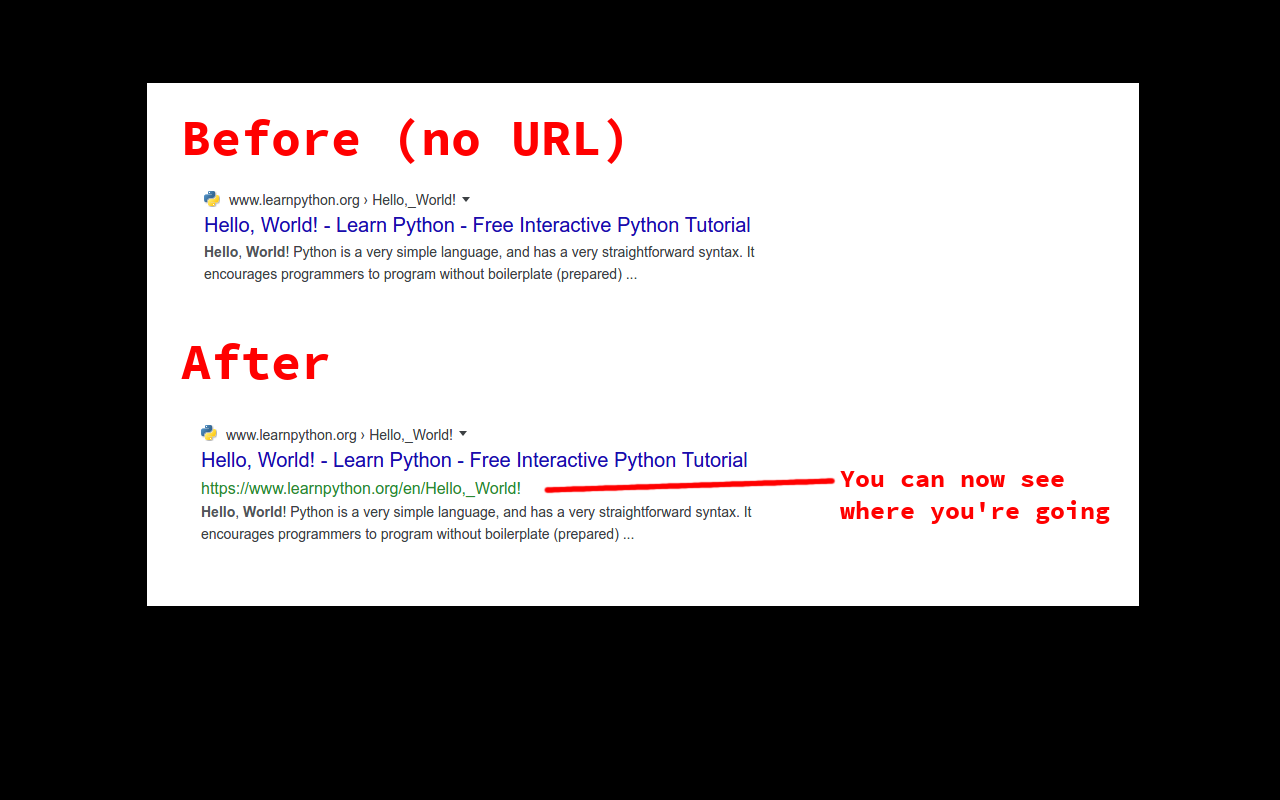 Before (no URL)
www.learnpython.org › Hello,_World!
Hello, World! - Learn Python - Free Interactive Python Tutorial
Hello, World! Python is a very simple language, and has a very straightforward syntax. It
encourages programmers to program without boilerplate (prepared) ...
After
www.learnpython.org › Hello,_World!
Hello, World! - Learn Python - Free Interactive Python Tutorial
https://www.learnpython.org/en/Hello,_World!
Hello, World! Python is a very simple language, and has a very straightforward syntax. It
encourages programmers to program without boilerplate (prepared) ...
You can now see
where you're going